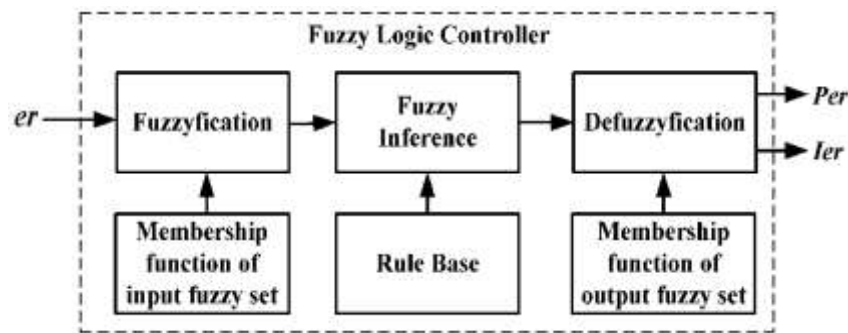 Fuzzy Logic Controller
er
Fuzzyfication
Fuzzy
Inference
Defuzzyfication
Per
Ier
Membership
function of
input fuzzy set
Rule Base
Membership
function of
output fuzzy set